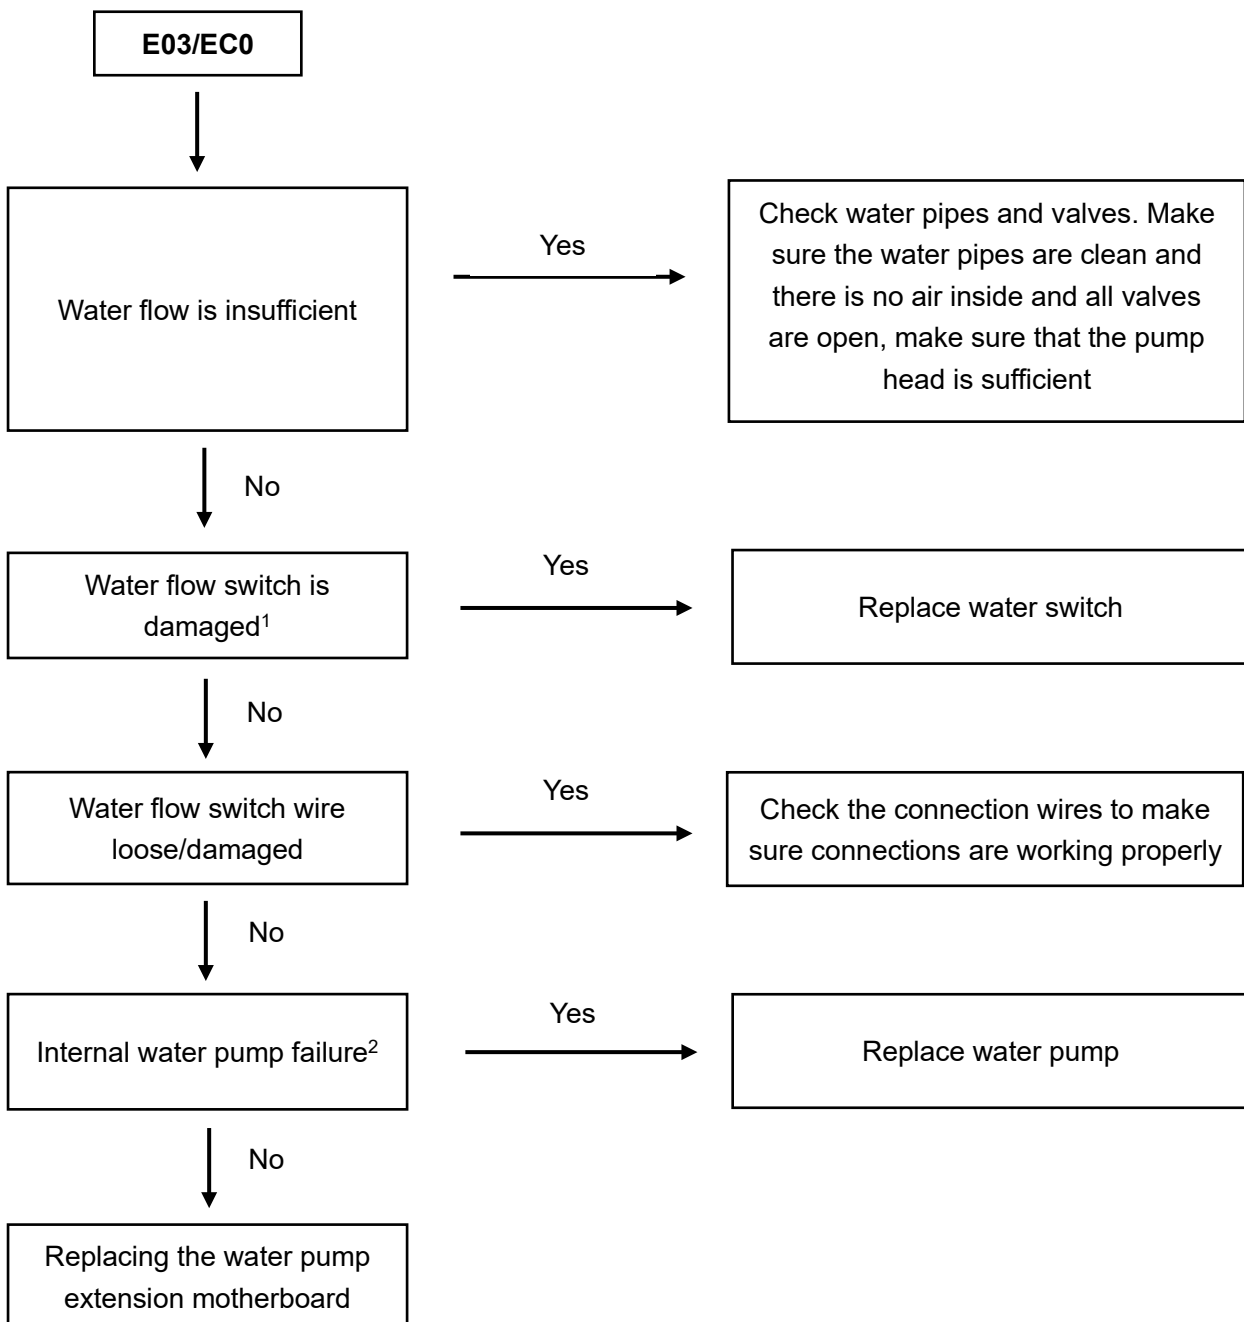 E03/EC0
Water flow is insufficient
Yes
Check water pipes and valves. Make
sure the water pipes are clean and
there is no air inside and all valves
are open, make sure that the pump
head is sufficient
No
Water flow switch is
damaged1
Yes
Replace water switch
No
Water flow switch wire
loose/damaged
Yes
Check the connection wires to make
sure connections are working properly
No
Internal water pump failure2
Yes
Replace water pump
No
Replacing the water pump
extension motherboard